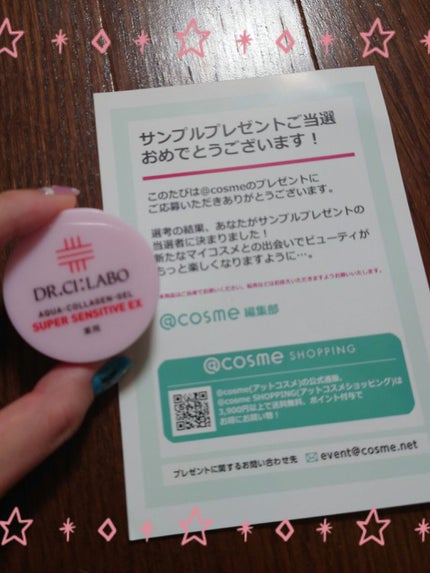 サンプルプレゼントご当選
おめでとうございます！
このたびは@cosmeのプレゼントに
ご応募いただきありがとうございます。
選考の結果、あなたがサンプルプレゼントの
当選者に決まりました！
新たなマイコスメとの出会いでビューティが
もっと楽しくなりますように…。
@cosme 編集部
@cosme SHOPPING
@cosme(アットコスメ)の公式通販、
@cosme SHOPPING(アットコスメショッピング)は
3,900円以上で送料無料、ポイント付与で
お得にお買い物！
プレゼントに関するお問い合わせ先 event@cosme.net
DR.CI:LABO
AQUA-COLLAGEN-GEL
SUPER SENSITIVE EX
薬用